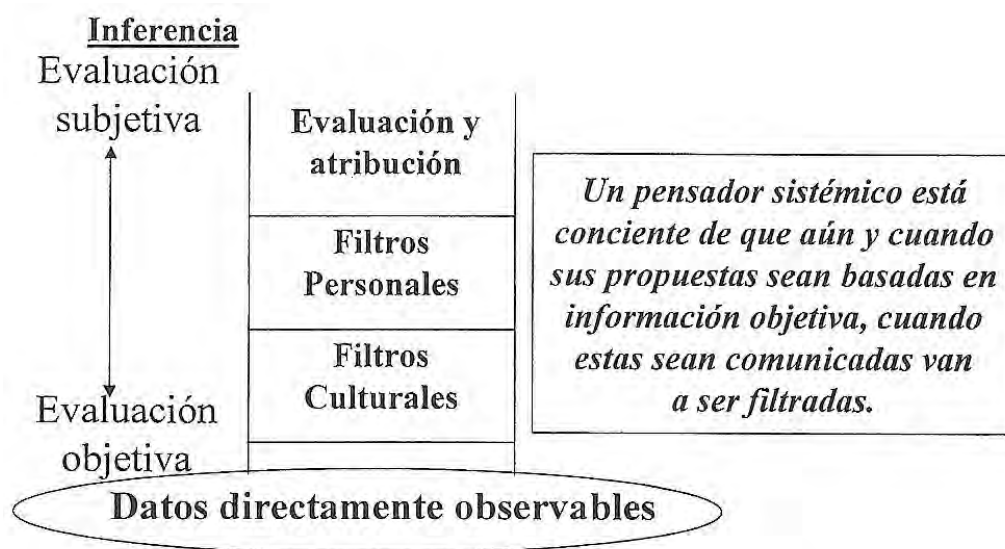 Inferencia
Evaluación
subjetiva
Evaluación
objetiva
Evaluación y
atribución
Filtros
Personales
Filtros
Culturales
Datos directamente observables
Un pensador sistémico está
conciente de que aún y cuando
sus propuestas sean basadas en
información objetiva, cuando
estas sean comunicadas van
a ser filtradas.